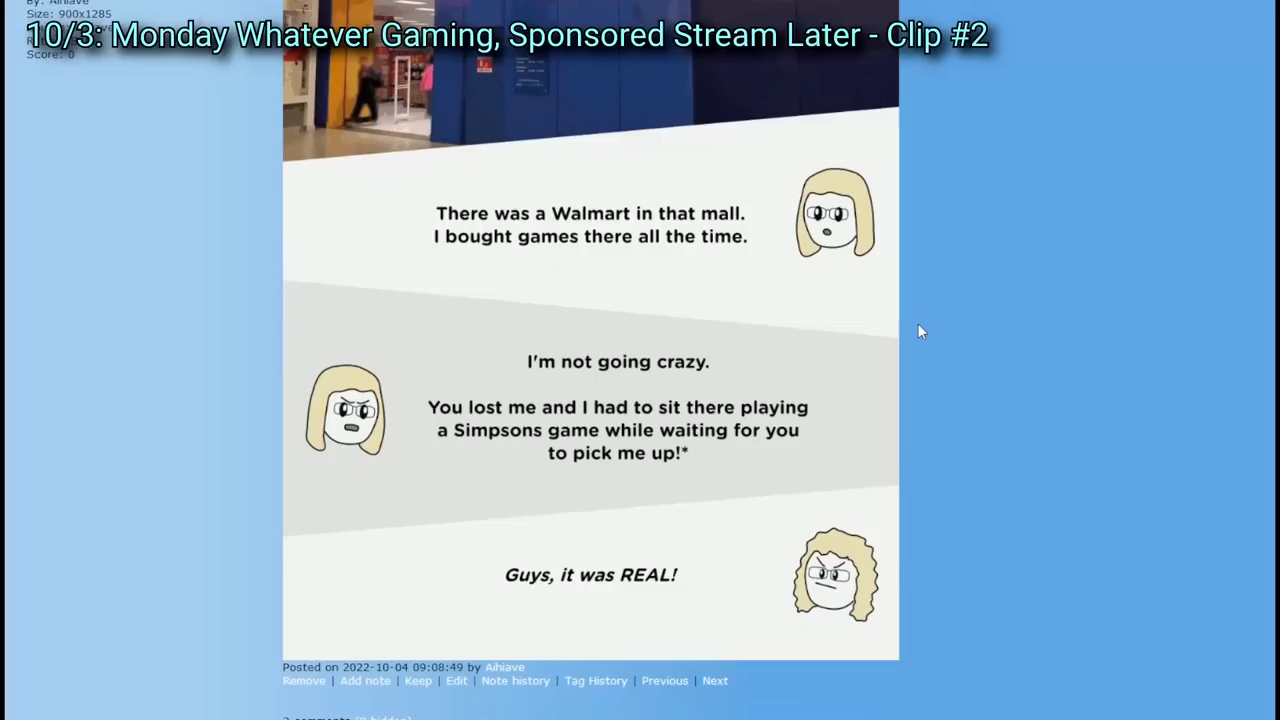 By: Aihiave
Size: 900x1285
10/3: Monday Whatever Gaming, Sponsored Stream Later - Clip #2
Score: 0
There was a Walmart in that mall.
I bought games there all the time.
I'm not going crazy.
You lost me and I had to sit there playing
a Simpsons game while waiting for you
to pick me up!*
Guys, it was REAL!
Posted on 2022-10-04 09:08:49 by Aihiave
Remove | Add note | Keep | Edit | Note history | Tag History | Previous | Next